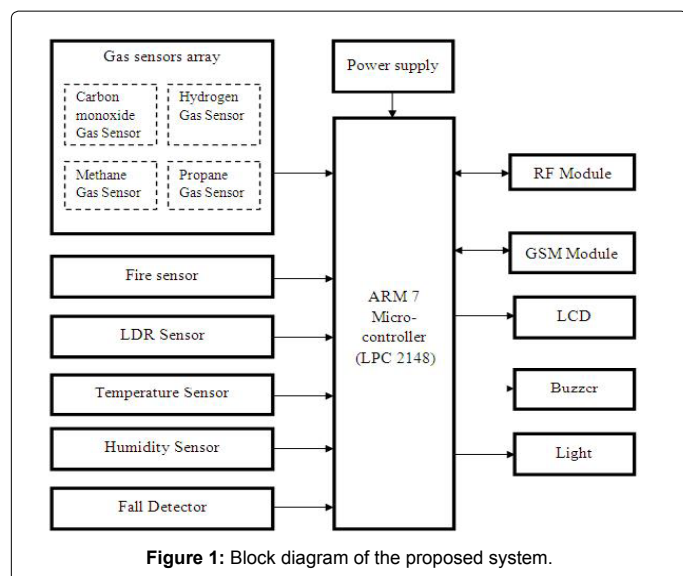 Gas sensors array
Carbon
monoxide
Gas Sensor
Hydrogen
Gas Sensor
Methane
Gas Sensor
Propane
Gas Sensor
Fire sensor
LDR Sensor
Temperature Sensor
Humidity Sensor
Fall Detector
Power supply
ARM 7
Micro-
controller
(LPC 2148)
RF Module
GSM Module
LCD
Buzzer
Light
Figure 1: Block diagram of the proposed system.